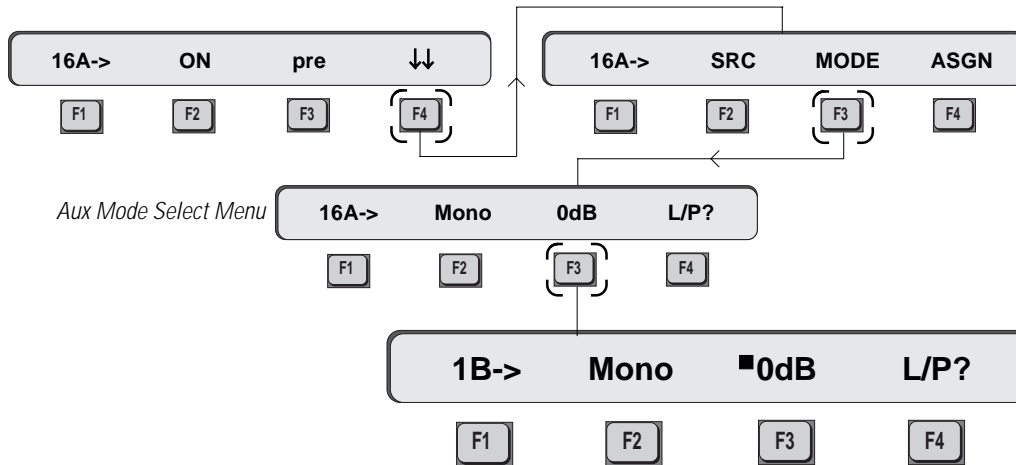 16A-> ON pre ↓↓
F1 F2 F3 F4
16A-> SRC MODE ASGN
F1 F2 F3 F4
Aux Mode Select Menu
16A-> Mono 0dB L/P?
F1 F2 F3 F4
1B-> Mono ■0dB L/P?
F1 F2 F3 F4